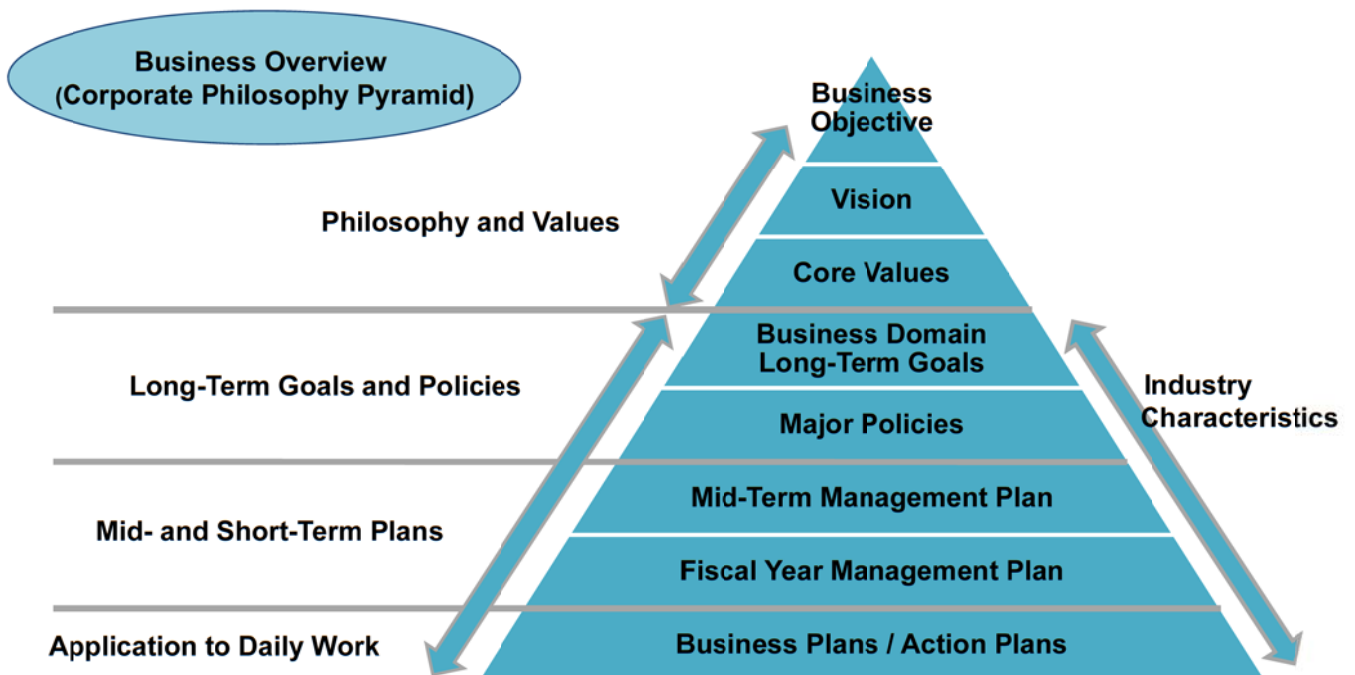 Business Overview
(Corporate Philosophy Pyramid)
Business
Objective
Vision
Philosophy and Values
Core Values
Business Domain
Long-Term Goals
Long-Term Goals and Policies
Industry
Characteristics
Major Policies
Mid-Term Management Plan
Mid- and Short-Term Plans
Fiscal Year Management Plan
Application to Daily Work
Business Plans / Action Plans